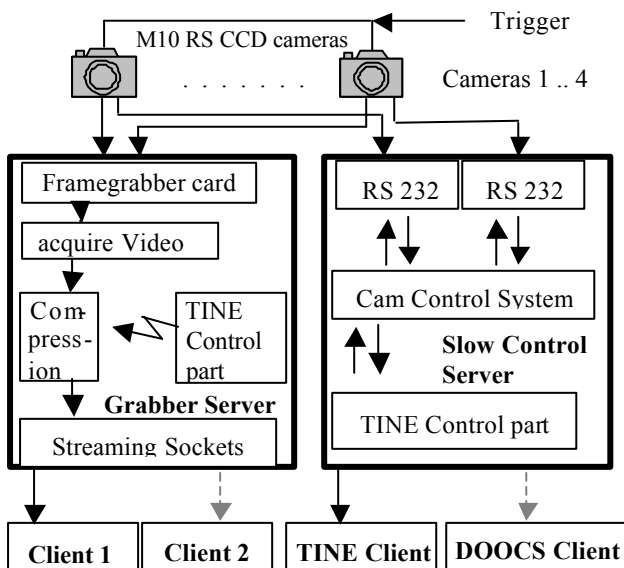 Trigger
M10 RS CCD cameras
. . . . . . .
Cameras 1 .. 4
Framegrabber card
acquire Video
Com-
press-
ion
TINE
Control
part
Grabber Server
Streaming Sockets
RS 232
RS 232
Cam Control System
Slow Control
Server
TINE Control part
Client 1
Client 2
TINE Client
DOOCS Client